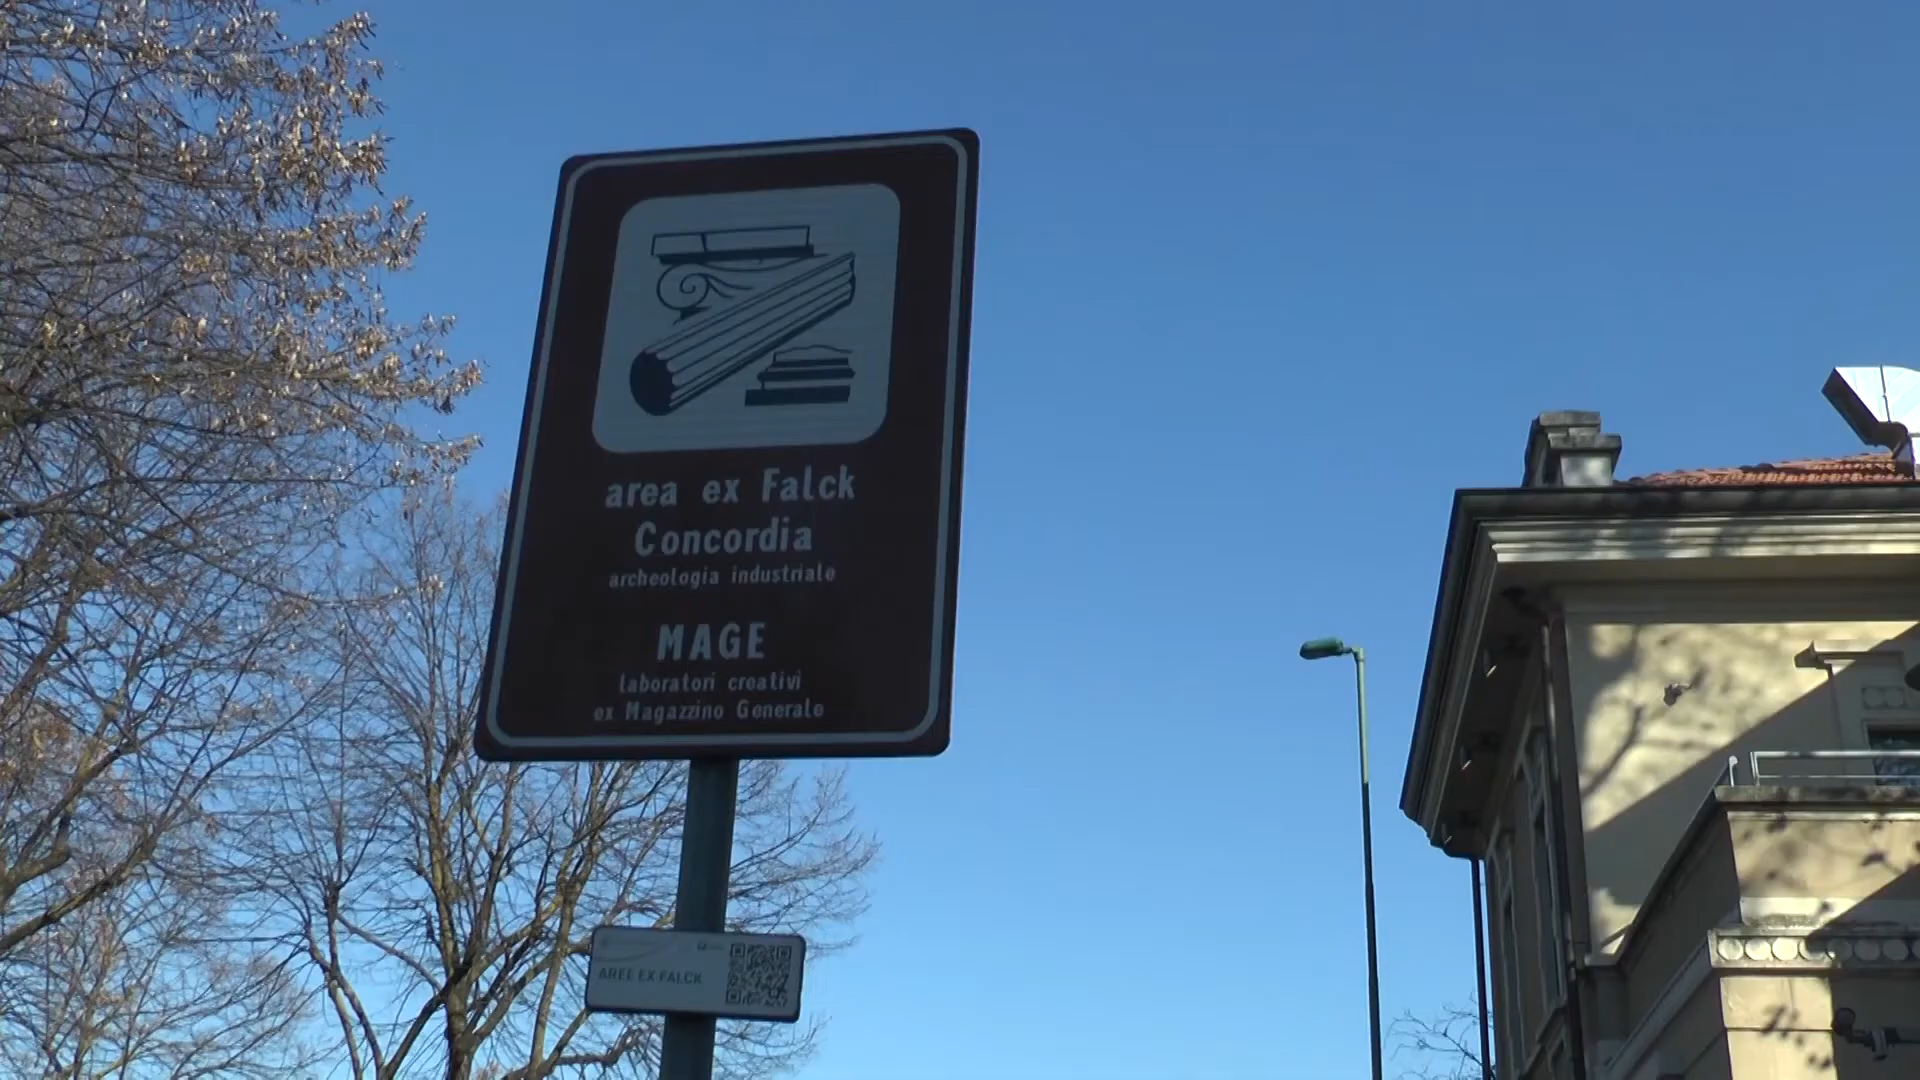 area ex Falck
Concordia
archeologia industriale
MAGE
laboratori creativi
ex Magazzino Generale
AREE EX FALCK